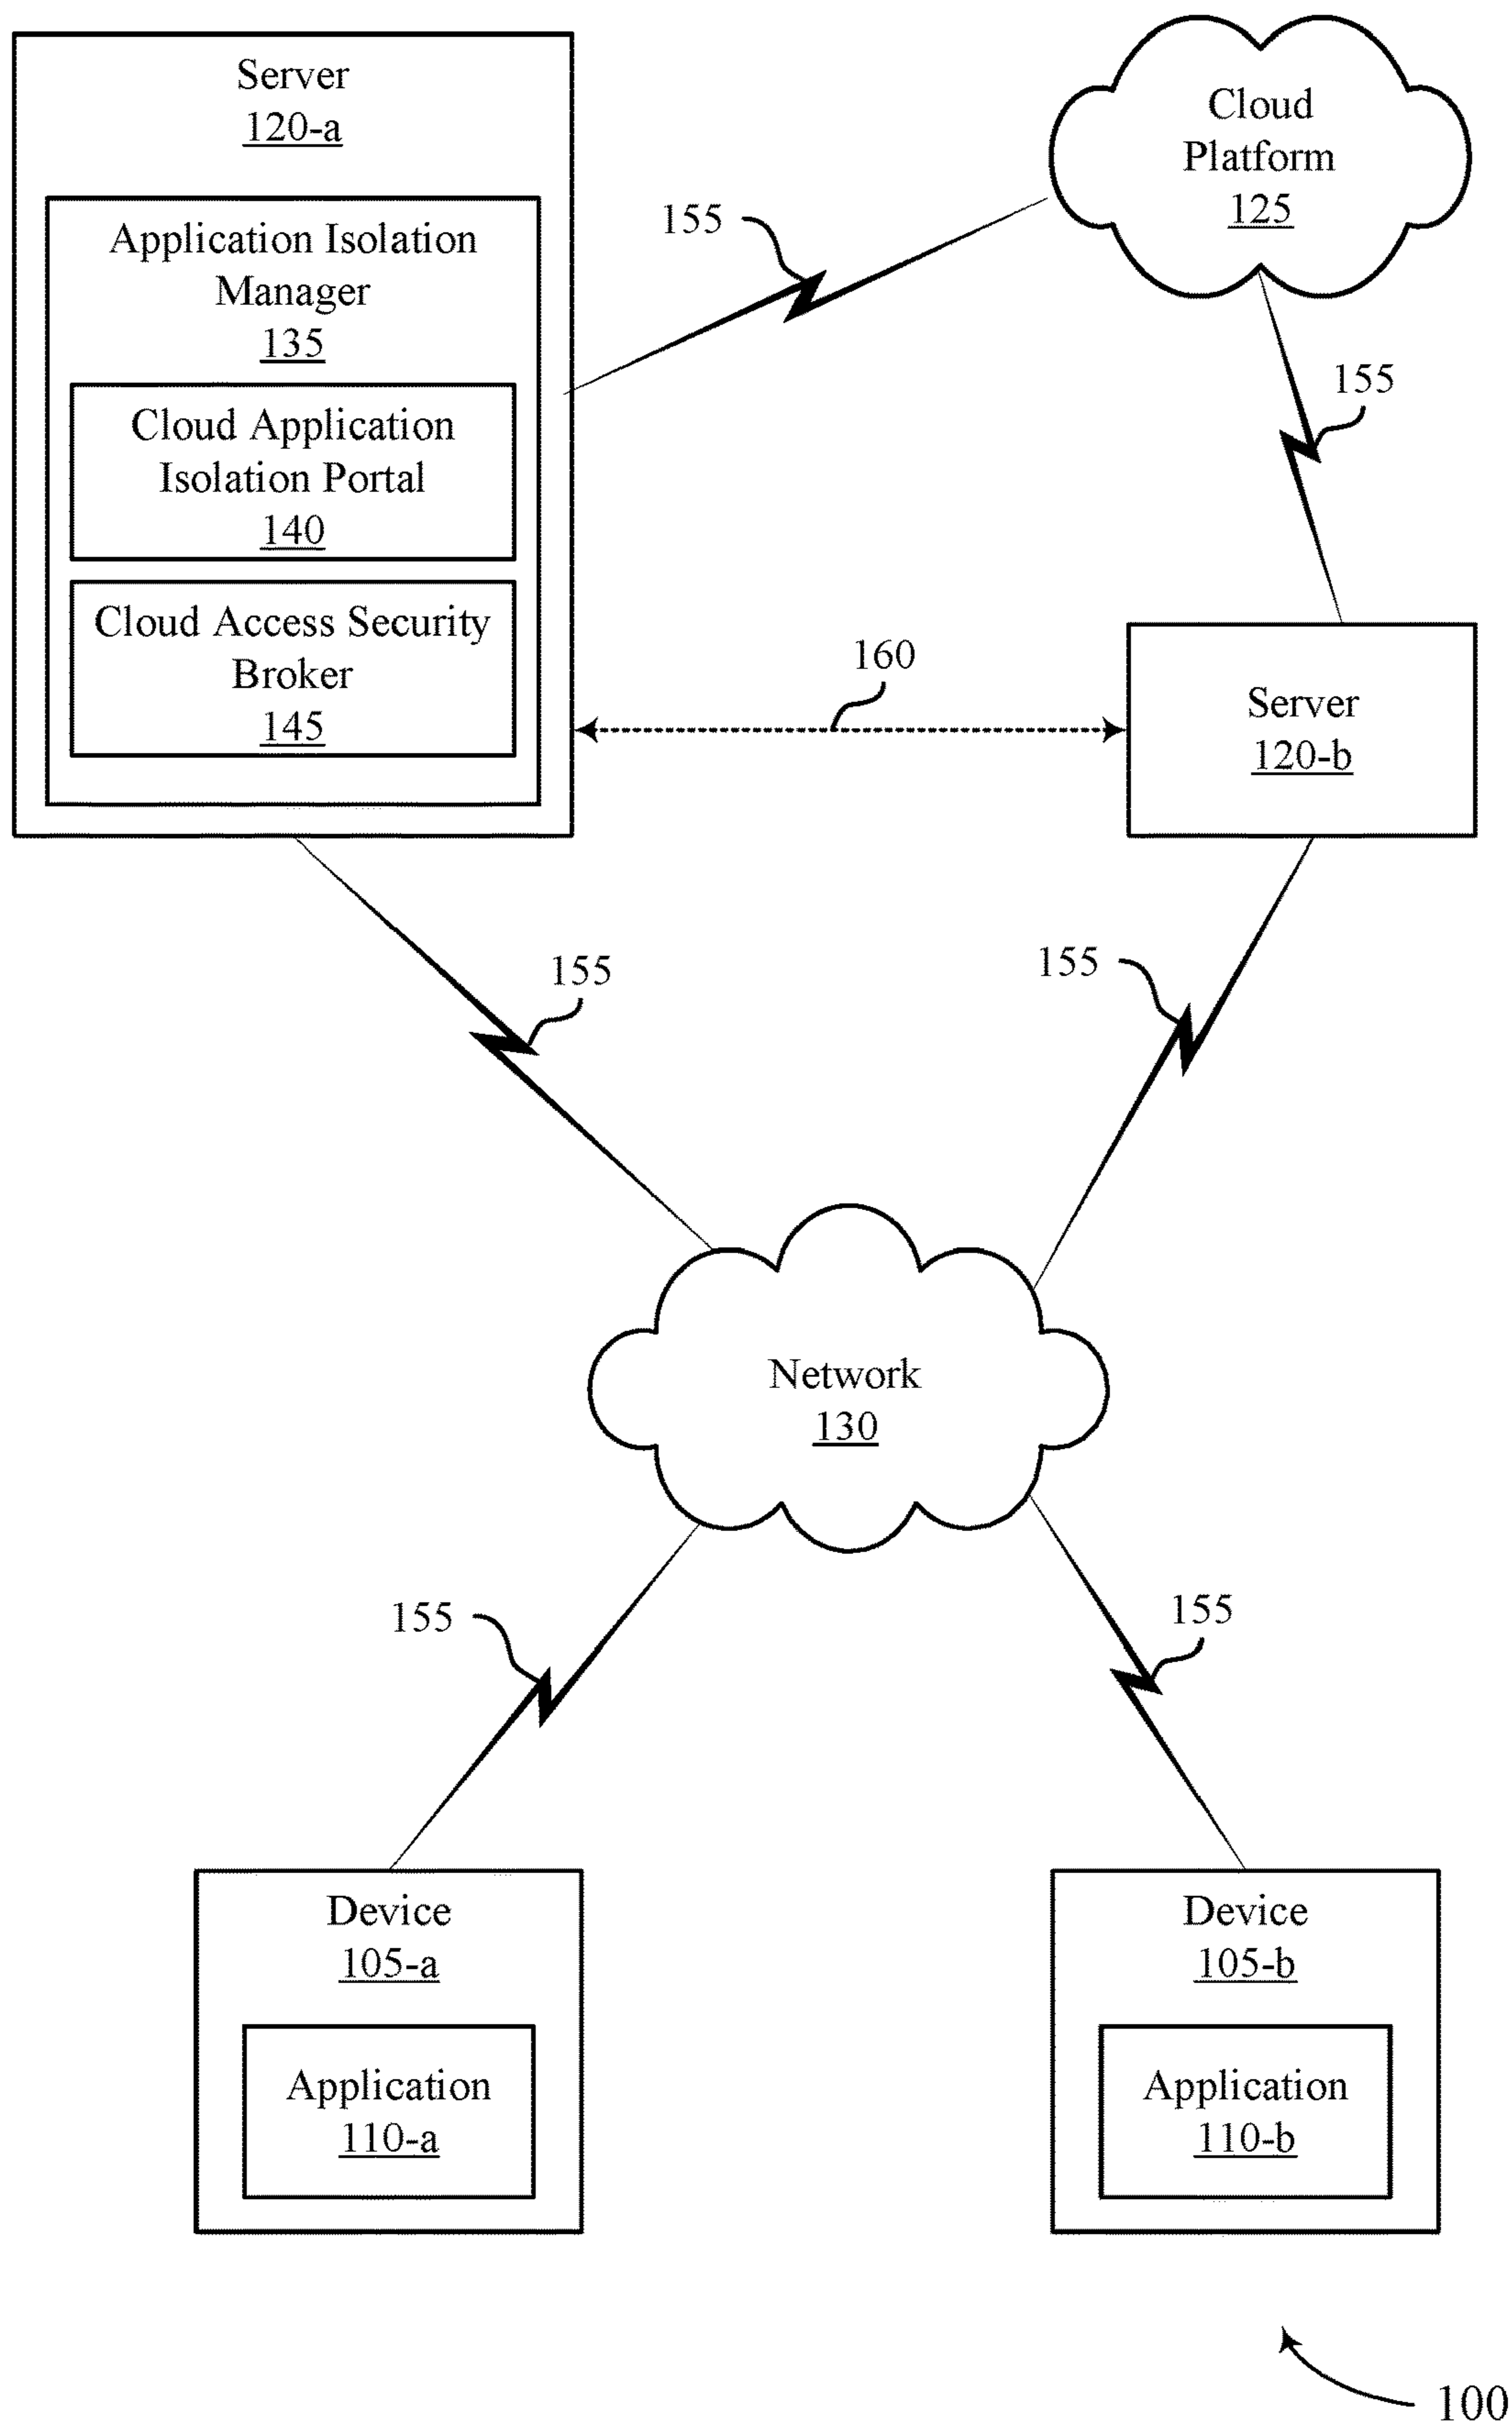 Server
120-a
Application Isolation
Manager
135
Cloud Application
Isolation Portal
140
Cloud Access Security
Broker
145
Cloud
Platform
125
155
155
160
Server
120-b
155
155
Network
130
155
155
Device
105-a
Application
110-a
Device
105-b
Application
110-b
100